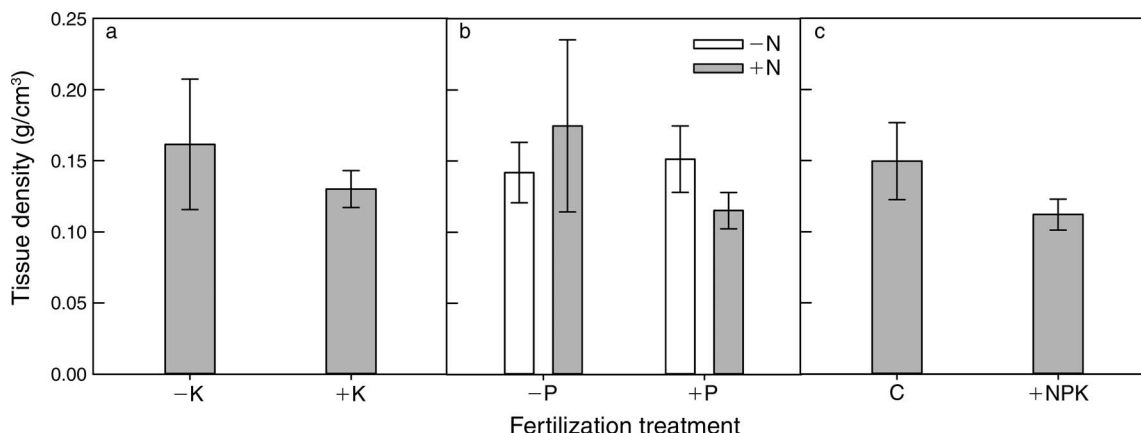 a
b
c
−N
+N
0.25
0.20
0.15
0.10
0.05
0.00
Tissue density (g/cm³)
−K
+K
−P
+P
C
+NPK
Fertilization treatment